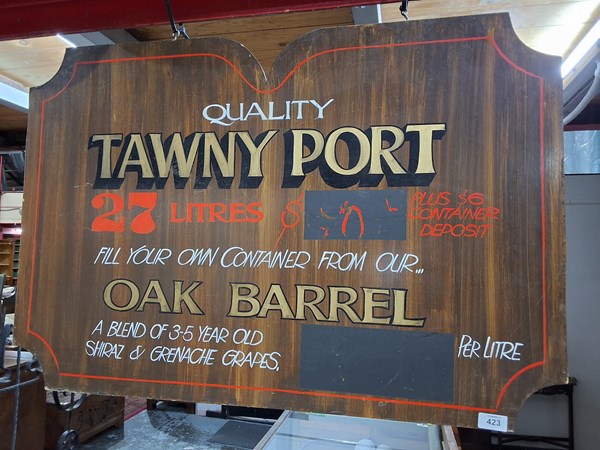 QUALITY
TAWNY PORT
27 LITRES $
PLUS $6
CONTAINER
DEPOSIT
FILL YOUR OWN CONTAINER FROM OUR...
OAK BARREL
A BLEND OF 3-5 YEAR OLD
SHIRAZ & GRENACHE GRAPES.
PER LITRE
423